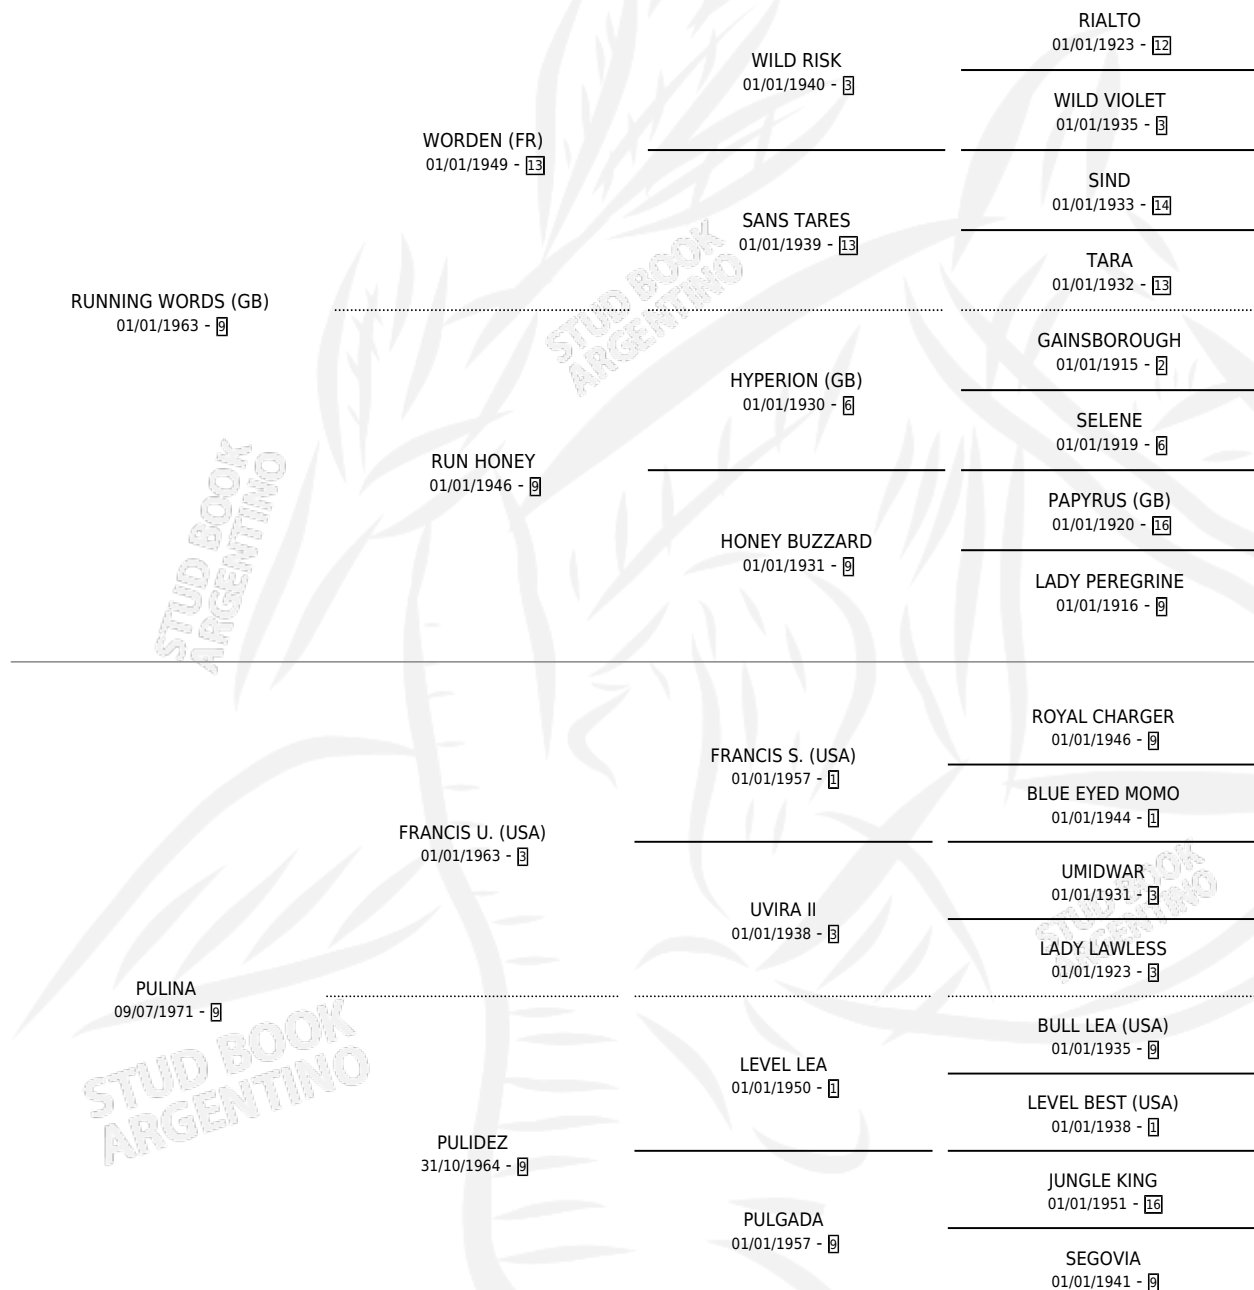 RIALTO
01/01/1923 - 12
WILD RISK
01/01/1940 - 3
WILD VIOLET
01/01/1935 - 3
WORDEN (FR)
01/01/1949 - 13
SIND
01/01/1933 - 14
SANS TARES
01/01/1939 - 13
TARA
01/01/1932 - 13
RUNNING WORDS (GB)
01/01/1963 - 9
STUD BOOK
ARGENTINO
GAINSBOROUGH
01/01/1915 - 2
HYPERION (GB)
01/01/1930 - 6
SELENE
01/01/1919 - 6
RUN HONEY
01/01/1946 - 9
PAPYRUS (GB)
01/01/1920 - 16
HONEY BUZZARD
01/01/1931 - 9
LADY PEREGRINE
01/01/1916 - 9
STUD BOOK
ARGENTINO
ROYAL CHARGER
01/01/1946 - 9
FRANCIS S. (USA)
01/01/1957 - 1
BLUE EYED MOMO
01/01/1944 - 1
FRANCIS U. (USA)
01/01/1963 - 3
UMIDWAR
01/01/1931 - 3
UVIRA II
01/01/1938 - 3
LADY LAWLESS
01/01/1923 - 3
STUD BOOK
ARGENTINO
PULINA
09/07/1971 - 9
STUD BOOK
ARGENTINO
BULL LEA (USA)
01/01/1935 - 9
LEVEL LEA
01/01/1950 - 1
LEVEL BEST (USA)
01/01/1938 - 1
PULIDEZ
31/10/1964 - 9
JUNGLE KING
01/01/1951 - 16
PULGADA
01/01/1957 - 9
SEGOVIA
01/01/1941 - 9